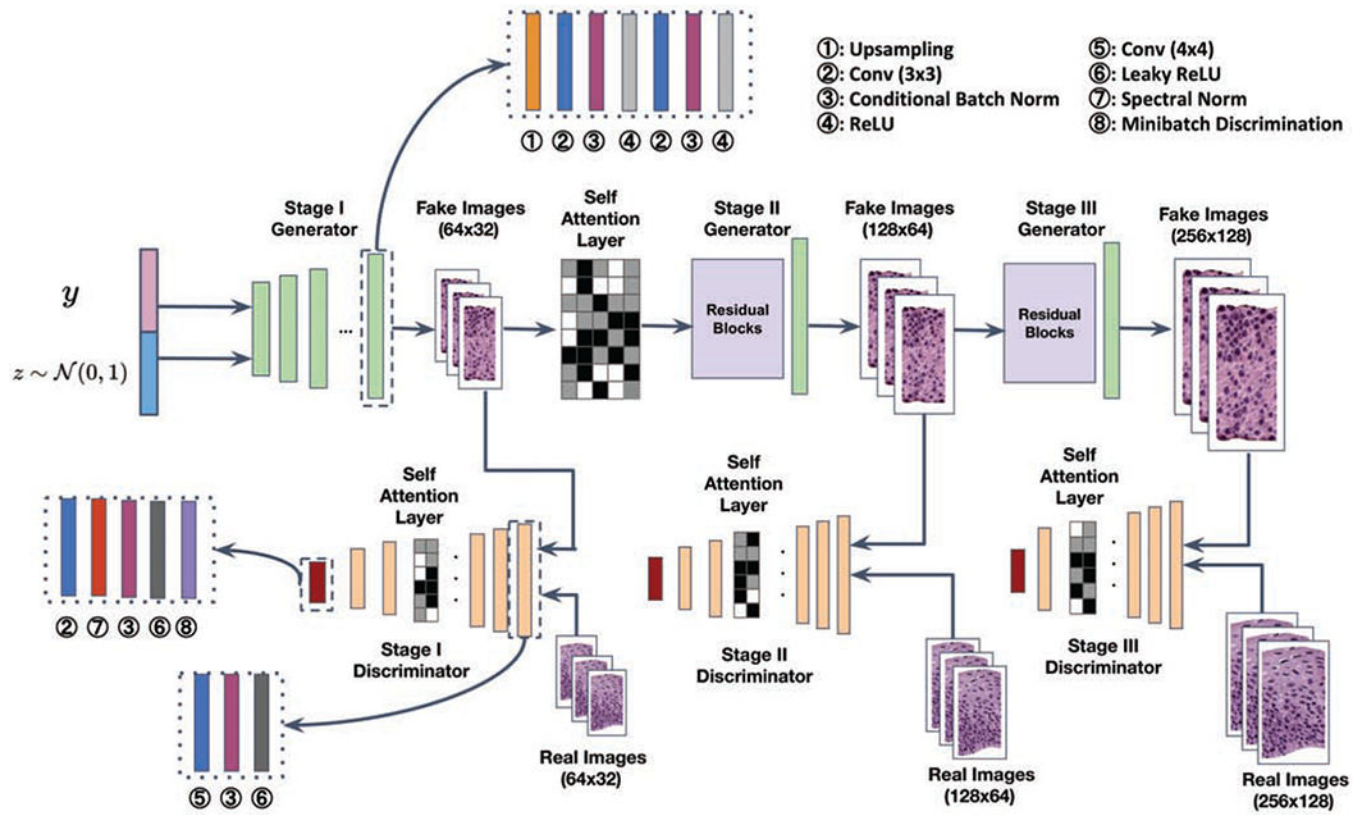 ①: Upsampling
②: Conv (3x3)
③: Conditional Batch Norm
④: ReLU
⑤: Conv (4x4)
⑥: Leaky ReLU
⑦: Spectral Norm
⑧: Minibatch Discrimination
① ② ③ ④ ② ③ ④
Stage I
Generator
Fake Images
(64x32)
Self
Attention
Layer
Stage II
Generator
Fake Images
(128x64)
Stage III
Generator
Fake Images
(256x128)
y
z ∼ N(0, 1)
...
Residual
Blocks
Residual
Blocks
Self
Attention
Layer
Self
Attention
Layer
Self
Attention
Layer
② ⑦ ③ ⑥ ⑧
Stage I
Discriminator
Stage II
Discriminator
Stage III
Discriminator
⑤ ③ ⑥
Real Images
(64x32)
Real Images
(128x64)
Real Images
(256x128)